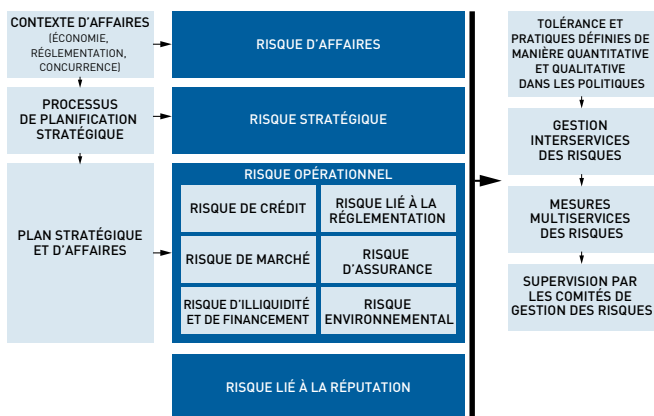 CONTEXTE D'AFFAIRES
(ÉCONOMIE,
RÉGLEMENTATION,
CONCURRENCE)
RISQUE D'AFFAIRES
PROCESSUS
DE PLANIFICATION
STRATÉGIQUE
RISQUE STRATÉGIQUE
PLAN STRATÉGIQUE
ET D'AFFAIRES
RISQUE OPÉRATIONNEL
RISQUE DE CRÉDIT
RISQUE LIÉ À LA
RÉGLEMENTATION
RISQUE DE MARCHÉ
RISQUE
D'ASSURANCE
RISQUE D'ILLIQUIDITÉ
ET DE FINANCEMENT
RISQUE
ENVIRONNEMENTAL
RISQUE LIÉ À LA RÉPUTATION
TOLÉRANCE ET
PRATIQUES DÉFINIES DE
MANIÈRE QUANTITATIVE
ET QUALITATIVE
DANS LES POLITIQUES
GESTION
INTERSERVICES
DES RISQUES
MESURES
MULTISERVICES
DES RISQUES
SUPERVISION PAR
LES COMITÉS DE
GESTION DES RISQUES